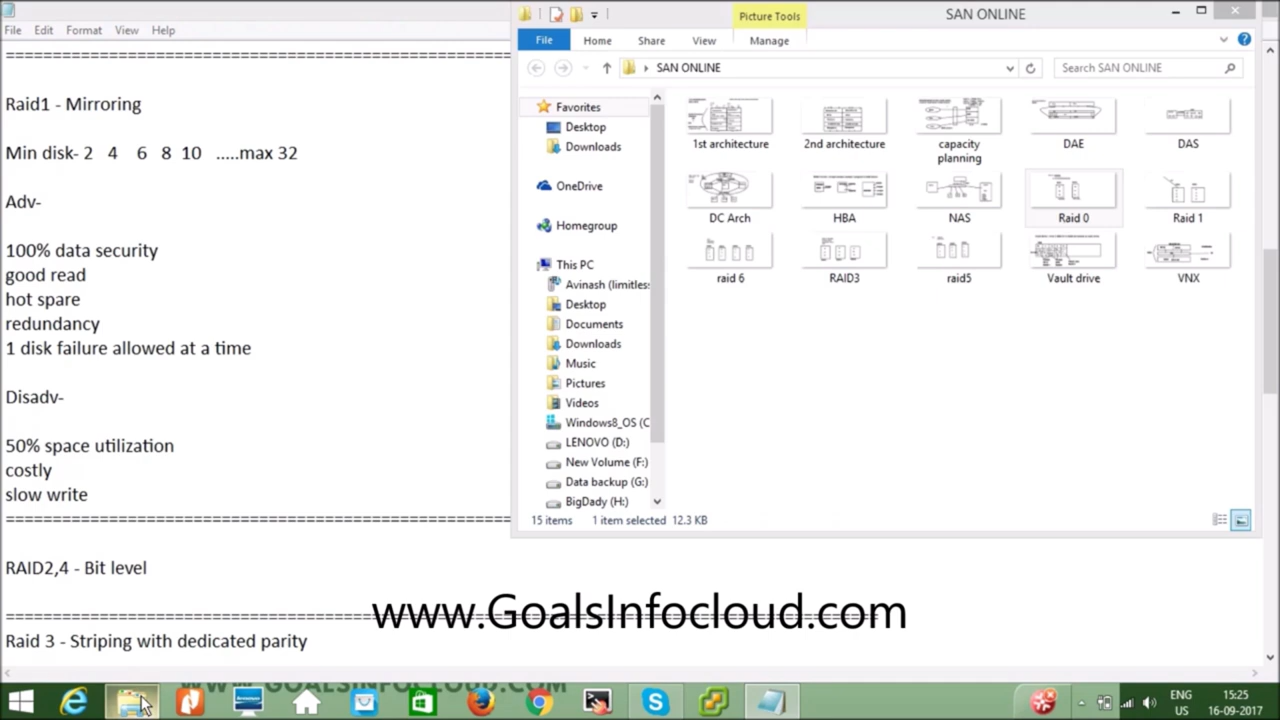 File Edit Format View Help
==================================================
Raid1 - Mirroring
Min disk- 2 4 6 8 10 .....max 32
Adv-
100% data security
good read
hot spare
redundancy
1 disk failure allowed at a time
Disadv-
50% space utilization
costly
slow write
==================================================
RAID2,4 - Bit level
==================================================
Raid 3 - Striping with dedicated parity
Picture Tools
SAN ONLINE
File Home Share View Manage
SAN ONLINE
Search SAN ONLINE
Favorites
Desktop
Downloads
OneDrive
Homegroup
This PC
Avinash (limitles:
Desktop
Documents
Downloads
Music
Pictures
Videos
Windows8_OS (C
LENOVO (D:)
New Volume (F:)
Data backup (G:)
BigDady (H:)
1st architecture
2nd architecture
capacity
planning
DAE
DAS
DC Arch
HBA
NAS
Raid 0
Raid 1
raid 6
RAID3
raid5
Vault drive
VNX
15 items 1 item selected 12.3 KB
www.GoalsInfocloud.com
WWW.GOALSINFOCLOUD.COM
ENG
US
15:25
16-09-2017